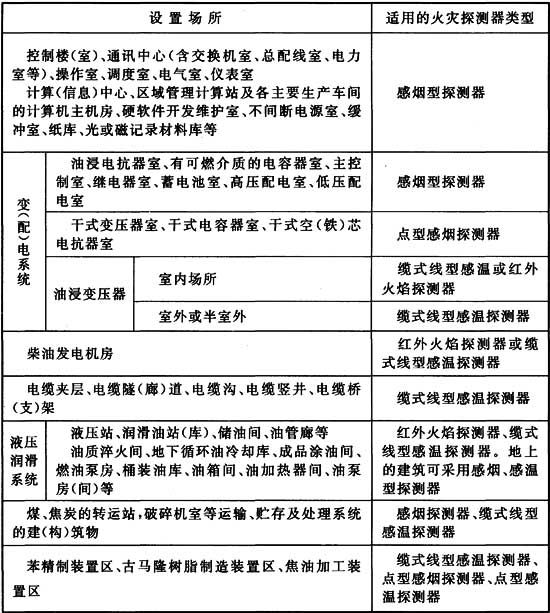 设置场所
适用的火灾探测器类型
控制楼(室)、通讯中心(含交换机室、总配线室、电力
室等)、操作室、调度室、电气室、仪表室
计算(信息)中心、区域管理计算站及各主要生产车间
的计算机主机房、硬软件开发维护室、不间断电源室、缓
冲室、纸库、光或磁记录材料库等
感烟型探测器
变(配)电系统
油浸电抗器室、有可燃介质的电容器室、主控
制室、继电器室、蓄电池室、高压配电室、低压配
电室
感烟型探测器
干式变压器室、干式电容器室、干式空(铁)芯
电抗器室
点型感烟探测器
油浸变压器
室内场所
缆式线型感温或红外
火焰探测器
室外或半室外
缆式线型感温探测器
柴油发电机房
红外火焰探测器或缆
式线型感温探测器
电缆夹层、电缆隧(廊)道、电缆沟、电缆竖井、电缆桥
(支)架
缆式线型感温探测器
液压
润滑
系统
液压站、润滑油站(库)、储油间、油管廊等
油质淬火间、地下循环油冷却库、成品涂油间、
燃油泵房、桶装油库、油箱间、油加热器间、油泵
房(间)等
红外火焰探测器、缆式
线型感温探测器。地上
的建筑可采用感烟、感温
型探测器
煤、焦炭的转运站,破碎机室等运输、贮存及处理系统
的建(构)筑物
感烟探测器、缆式线型
感温探测器
苯精制装置区、古马隆树脂制造装置区、焦油加工装
置区
缆式线型感温探测器、
点型感烟探测器、点型感
温探测器